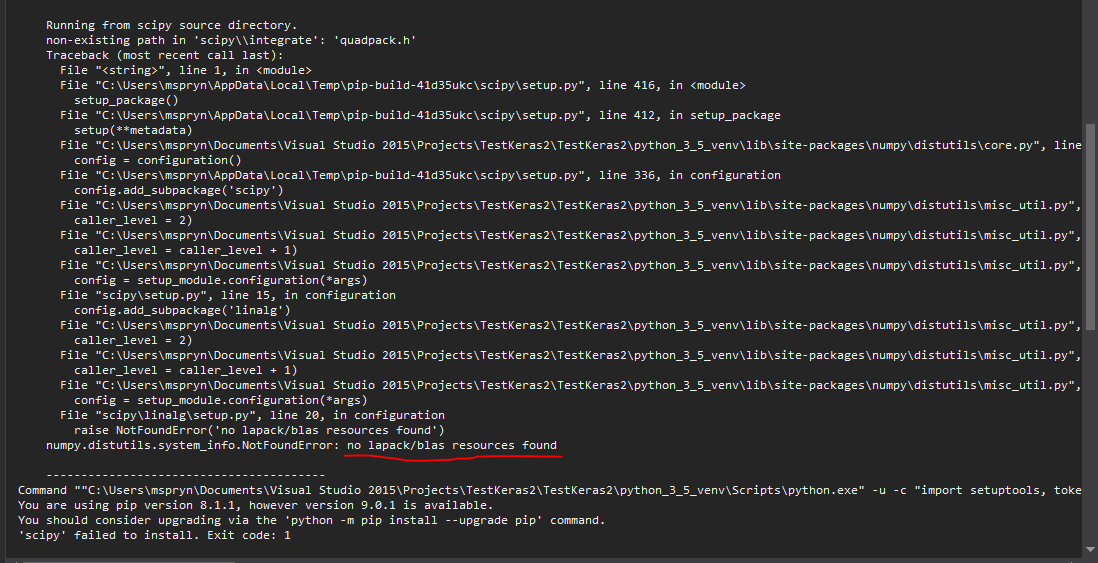 Running from scipy source directory.
non-existing path in 'scipy\\integrate': 'quadpack.h'
Traceback (most recent call last):
File "<string>", line 1, in <module>
File "C:\Users\mspryn\AppData\Local\Temp\pip-build-41d35ukc\scipy\setup.py", line 416, in <module>
setup_package()
File "C:\Users\mspryn\AppData\Local\Temp\pip-build-41d35ukc\scipy\setup.py", line 412, in setup_package
setup(**metadata)
File "C:\Users\mspryn\Documents\Visual Studio 2015\Projects\TestKeras2\TestKeras2\python_3_5_venv\lib\site-packages\numpy\distutils\core.py", line
config = configuration()
File "C:\Users\mspryn\AppData\Local\Temp\pip-build-41d35ukc\scipy\setup.py", line 336, in configuration
config.add_subpackage('scipy')
File "C:\Users\mspryn\Documents\Visual Studio 2015\Projects\TestKeras2\TestKeras2\python_3_5_venv\lib\site-packages\numpy\distutils\misc_util.py",
caller_level = 2)
File "C:\Users\mspryn\Documents\Visual Studio 2015\Projects\TestKeras2\TestKeras2\python_3_5_venv\lib\site-packages\numpy\distutils\misc_util.py",
caller_level = caller_level + 1)
File "C:\Users\mspryn\Documents\Visual Studio 2015\Projects\TestKeras2\TestKeras2\python_3_5_venv\lib\site-packages\numpy\distutils\misc_util.py",
config = setup_module.configuration(*args)
File "scipy\setup.py", line 15, in configuration
config.add_subpackage('linalg')
File "C:\Users\mspryn\Documents\Visual Studio 2015\Projects\TestKeras2\TestKeras2\python_3_5_venv\lib\site-packages\numpy\distutils\misc_util.py",
caller_level = 2)
File "C:\Users\mspryn\Documents\Visual Studio 2015\Projects\TestKeras2\TestKeras2\python_3_5_venv\lib\site-packages\numpy\distutils\misc_util.py",
caller_level = caller_level + 1)
File "C:\Users\mspryn\Documents\Visual Studio 2015\Projects\TestKeras2\TestKeras2\python_3_5_venv\lib\site-packages\numpy\distutils\misc_util.py",
config = setup_module.configuration(*args)
File "scipy\linalg\setup.py", line 20, in configuration
raise NotFoundError('no lapack/blas resources found')
numpy.distutils.system_info.NotFoundError: no lapack/blas resources found
----------------------------------------
Command ""C:\Users\mspryn\Documents\Visual Studio 2015\Projects\TestKeras2\TestKeras2\python_3_5_venv\Scripts\python.exe" -u -c "import setuptools, toke
You are using pip version 8.1.1, however version 9.0.1 is available.
You should consider upgrading via the 'python -m pip install --upgrade pip' command.
'scipy' failed to install. Exit code: 1